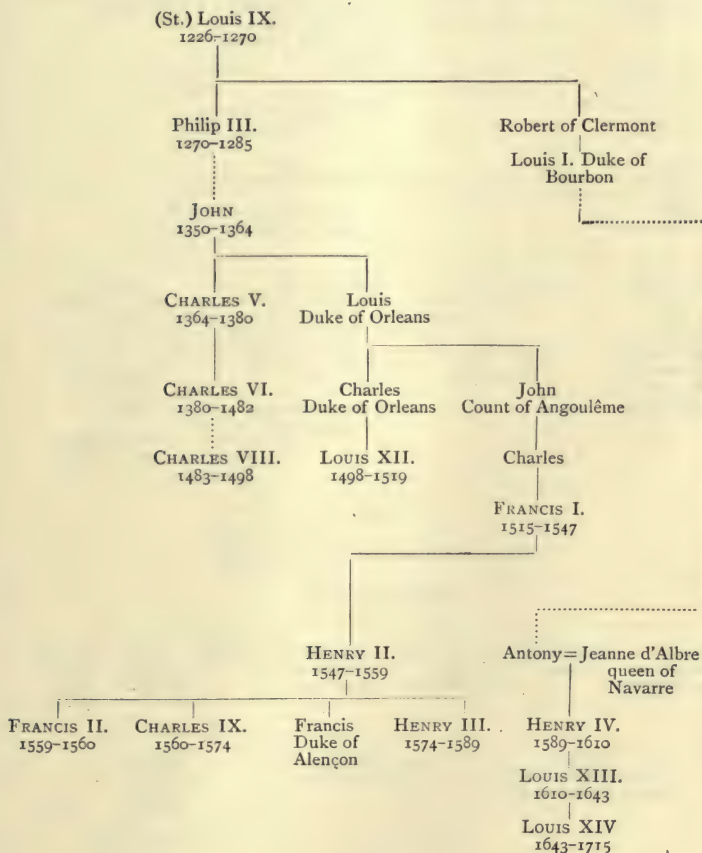 (St.) Louis IX.
1226-1270
Philip III.
1270-1285
Robert of Clermont
Louis I. Duke of
Bourbon
JOHN
1350-1364
CHARLES V.
1364-1380
Louis
Duke of Orleans
CHARLES VI.
1380-1482
Charles
Duke of Orleans
John
Count of Angoulême
CHARLES VIII.
1483-1498
LOUIS XII.
1498-1519
Charles
FRANCIS I.
1515-1547
HENRY II.
1547-1559
Antony=Jeanne d'Albre
queen of
Navarre
FRANCIS II.
1559-1560
CHARLES IX.
1560-1574
Francis
Duke of
Alençon
HENRY III.
1574-1589
HENRY IV.
1589-1610
LOUIS XIII.
1610-1643
LOUIS XIV
1643-1715